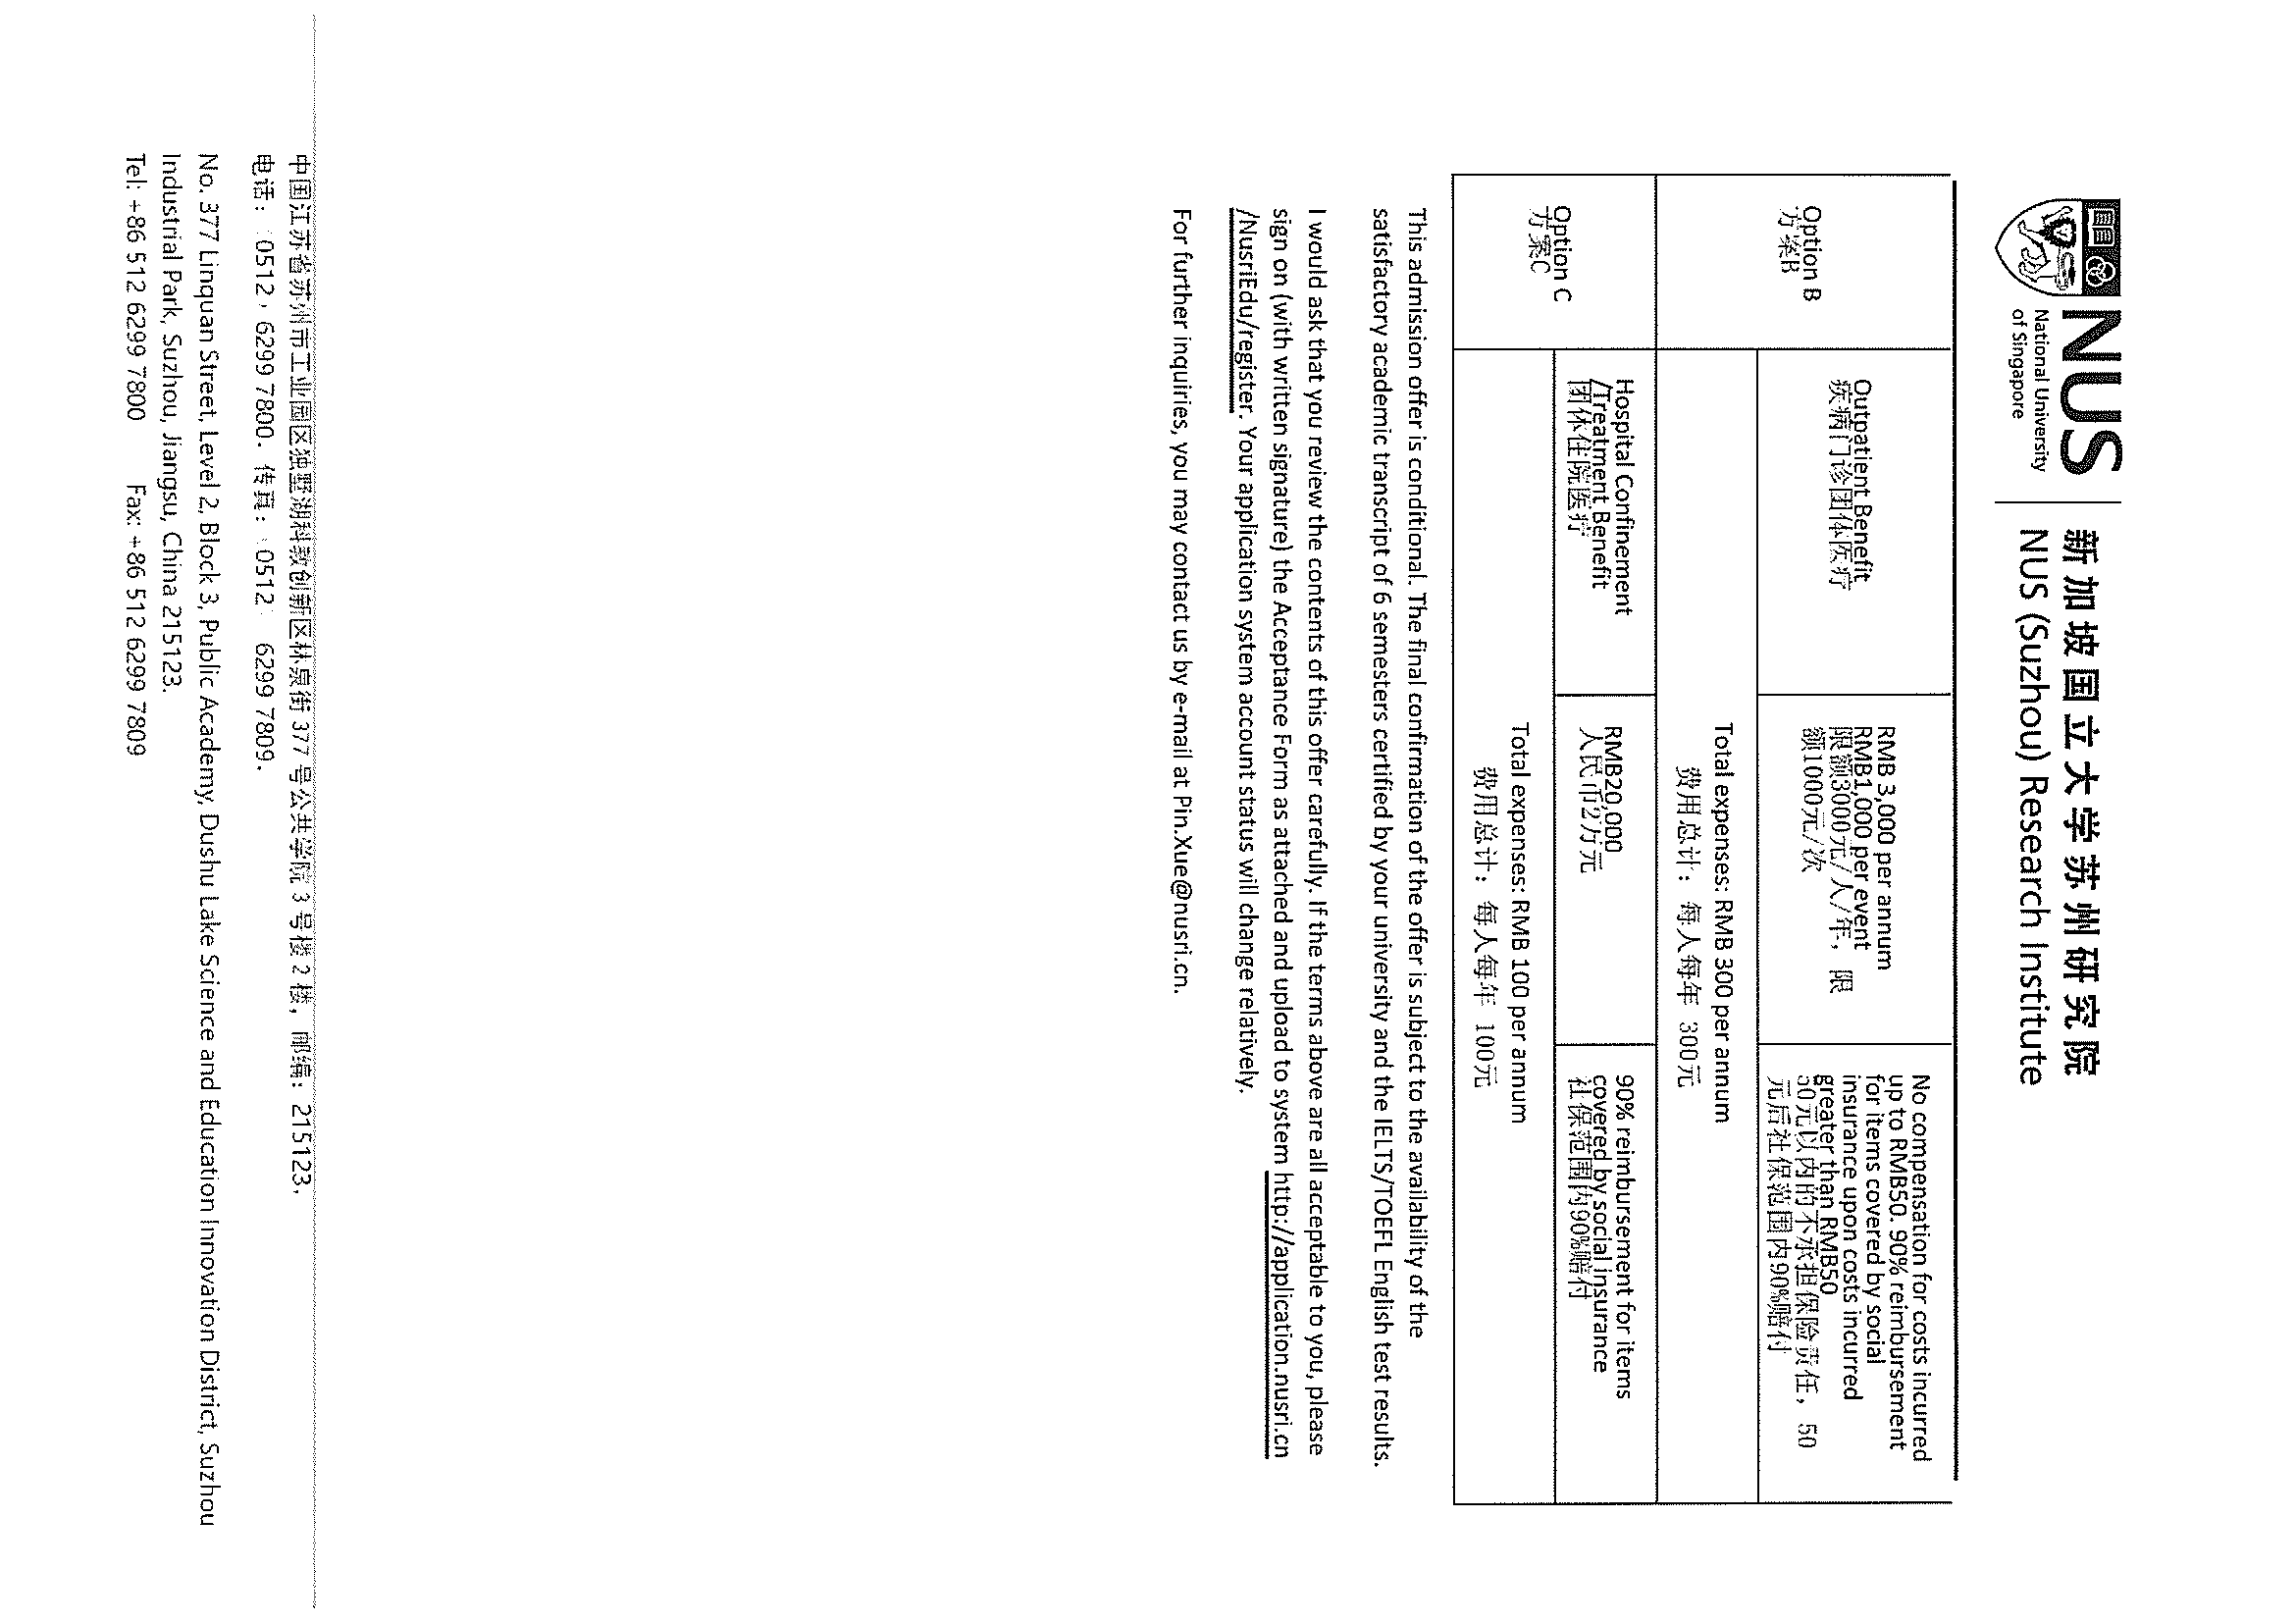 NUS
National University
of Singapore
新加坡国立大学苏州研究院
NUS (Suzhou) Research Institute
Option B
方案B
Outpatient Benefit
疾病门诊团体医疗
RMB 3,000 per annum
RMB1,000 per event
限额3000元/人/年，限
额1000元/次
No compensation for costs incurred
up to RMB50. 90% reimbursement
for items covered by social
insurance upon costs incurred
greater than RMB50
50元以内的不承担保险责任，50
元后社保范围内90%赔付
Total expenses: RMB 300 per annum
费用总计：每人每年 300元
Option C
方案C
Hospital Confinement
/Treatment Benefit
团体住院医疗
RMB20,000
人民币2万元
90% reimbursement for items
covered by social insurance
社保范围内90%赔付
Total expenses: RMB 100 per annum
费用总计：每人每年 100元
This admission offer is conditional. The final confirmation of the offer is subject to the availability of the
satisfactory academic transcript of 6 semesters certified by your university and the IELTS/TOEFL English test results.
I would ask that you review the contents of this offer carefully. If the terms above are all acceptable to you, please
sign on (with written signature) the Acceptance Form as attached and upload to system http://application.nusri.cn
/NusriEdu/register. Your application system account status will change relatively.
For further inquiries, you may contact us by e-mail at Pin.Xue@nusri.cn.
中国江苏省苏州市工业园区独墅湖科教创新区林泉街 377 号公共学院 3 号楼 2 楼，邮编：215123.
电话：(0512) 6299 7800. 传真：(0512) 6299 7809.
No. 377 Linquan Street, Level 2, Block 3, Public Academy, Dushu Lake Science and Education Innovation District, Suzhou
Industrial Park, Suzhou, Jiangsu, China 215123.
Tel: +86 512 6299 7800 Fax: +86 512 6299 7809